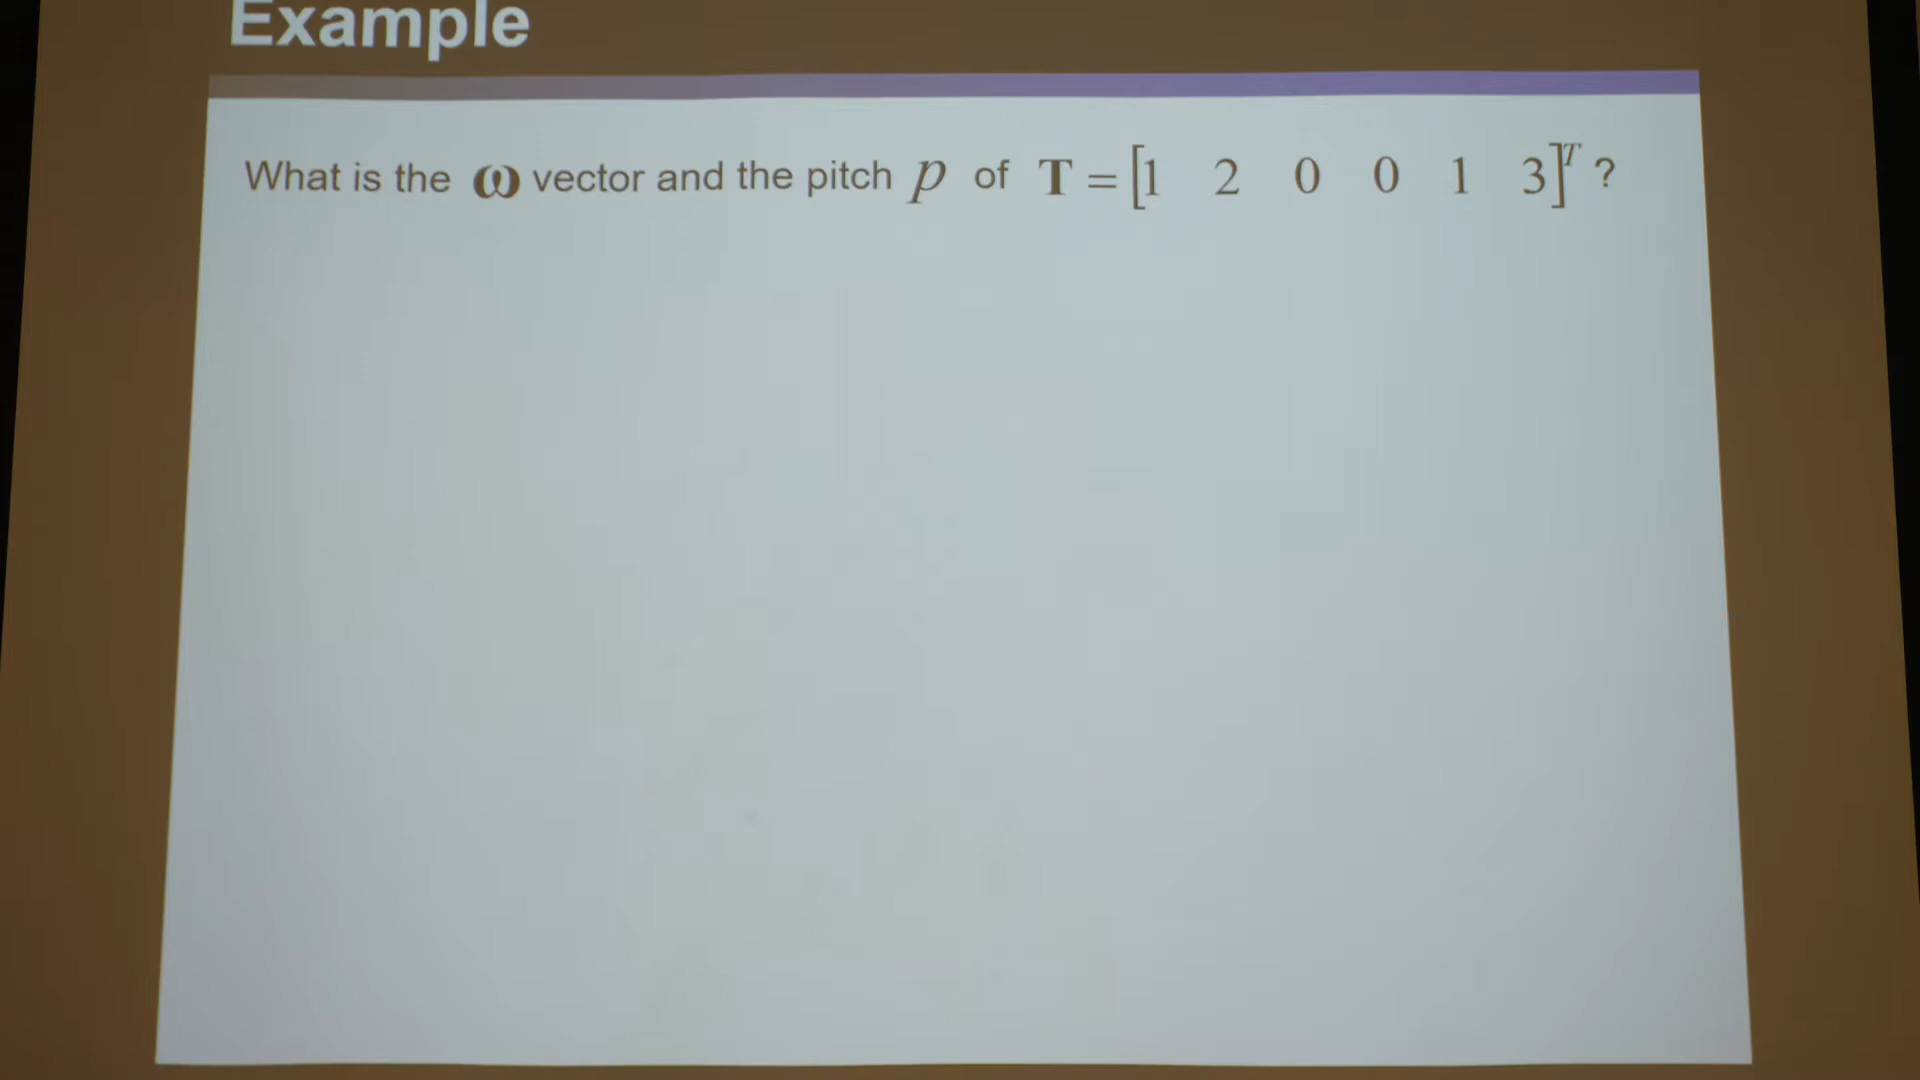 Example
What is the ω vector and the pitch p of T = [1 2 0 0 1 3]ᵀ ?